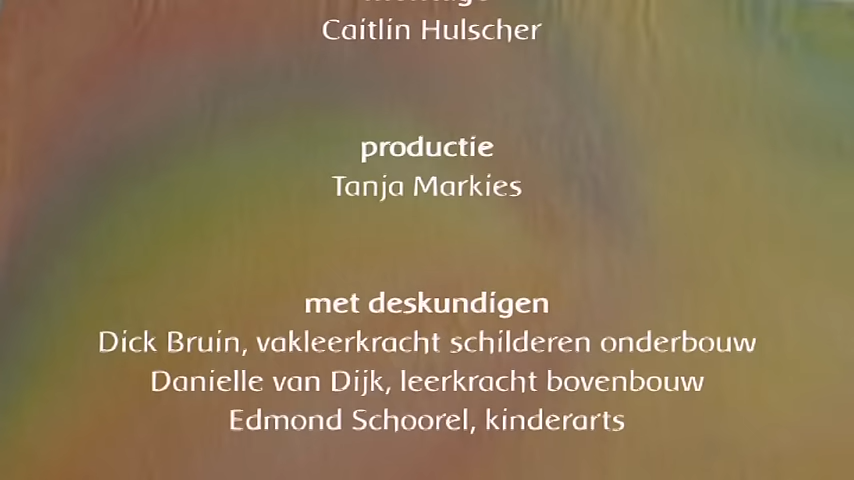 Caitlin Hulscher
productie
Tanja Markies
met deskundigen
Dick Bruin, vakleerkracht schilderen onderbouw
Danielle van Dijk, leerkracht bovenbouw
Edmond Schoorel, kinderarts